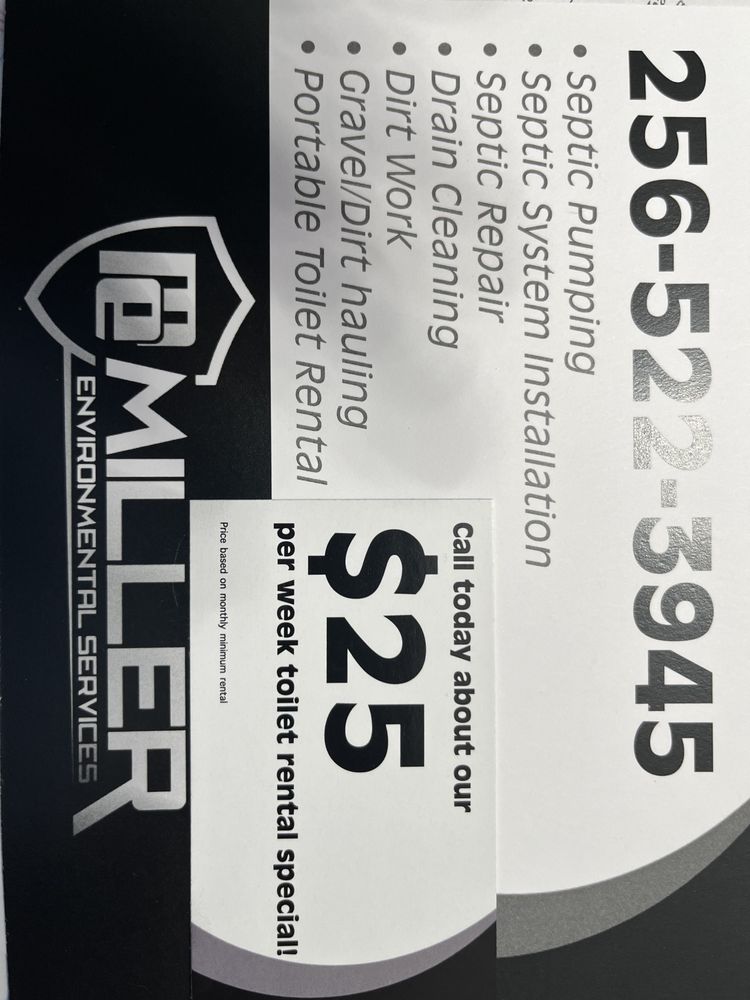 256-522-3945
• Septic Pumping
• Septic System Installation
• Septic Repair
• Drain Cleaning
• Dirt Work
• Gravel/Dirt hauling
• Portable Toilet Rental
Call today about our
$25
per week toilet rental special!
Price based on monthly minimum rental
me
MILLER
ENVIRONMENTAL SERVICES